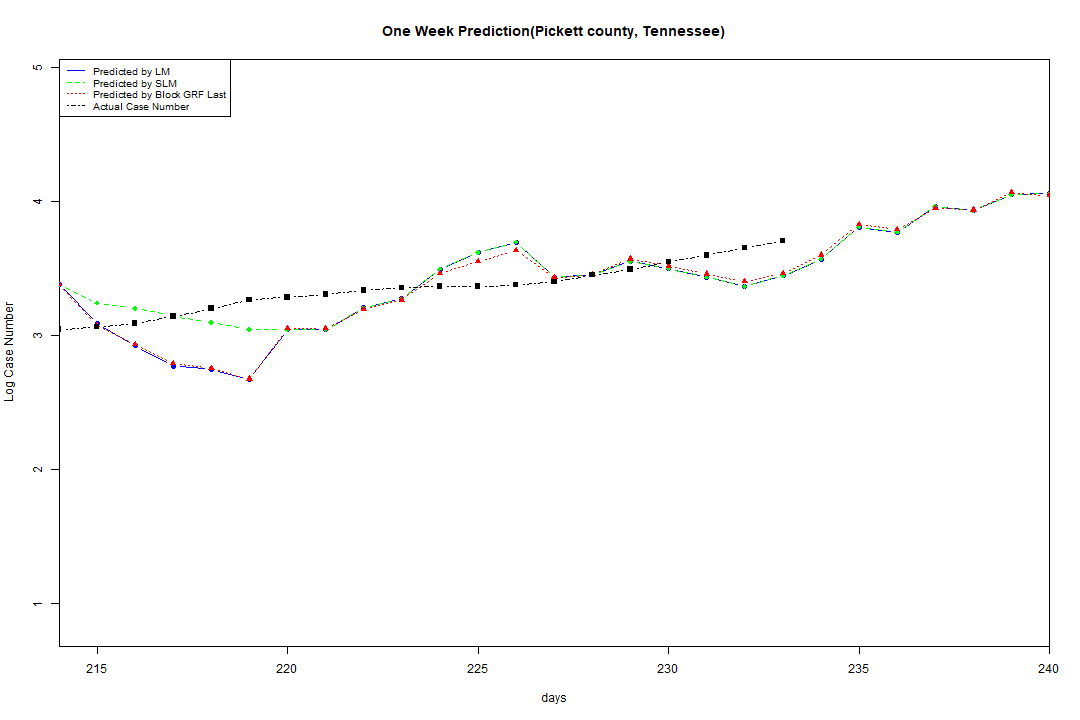 One Week Prediction(Pickett county, Tennessee)
Predicted by LM
Predicted by SLM
Predicted by Block GRF Last
Actual Case Number
5
4
3
2
1
Log Case Number
215 220 225 230 235 240
days